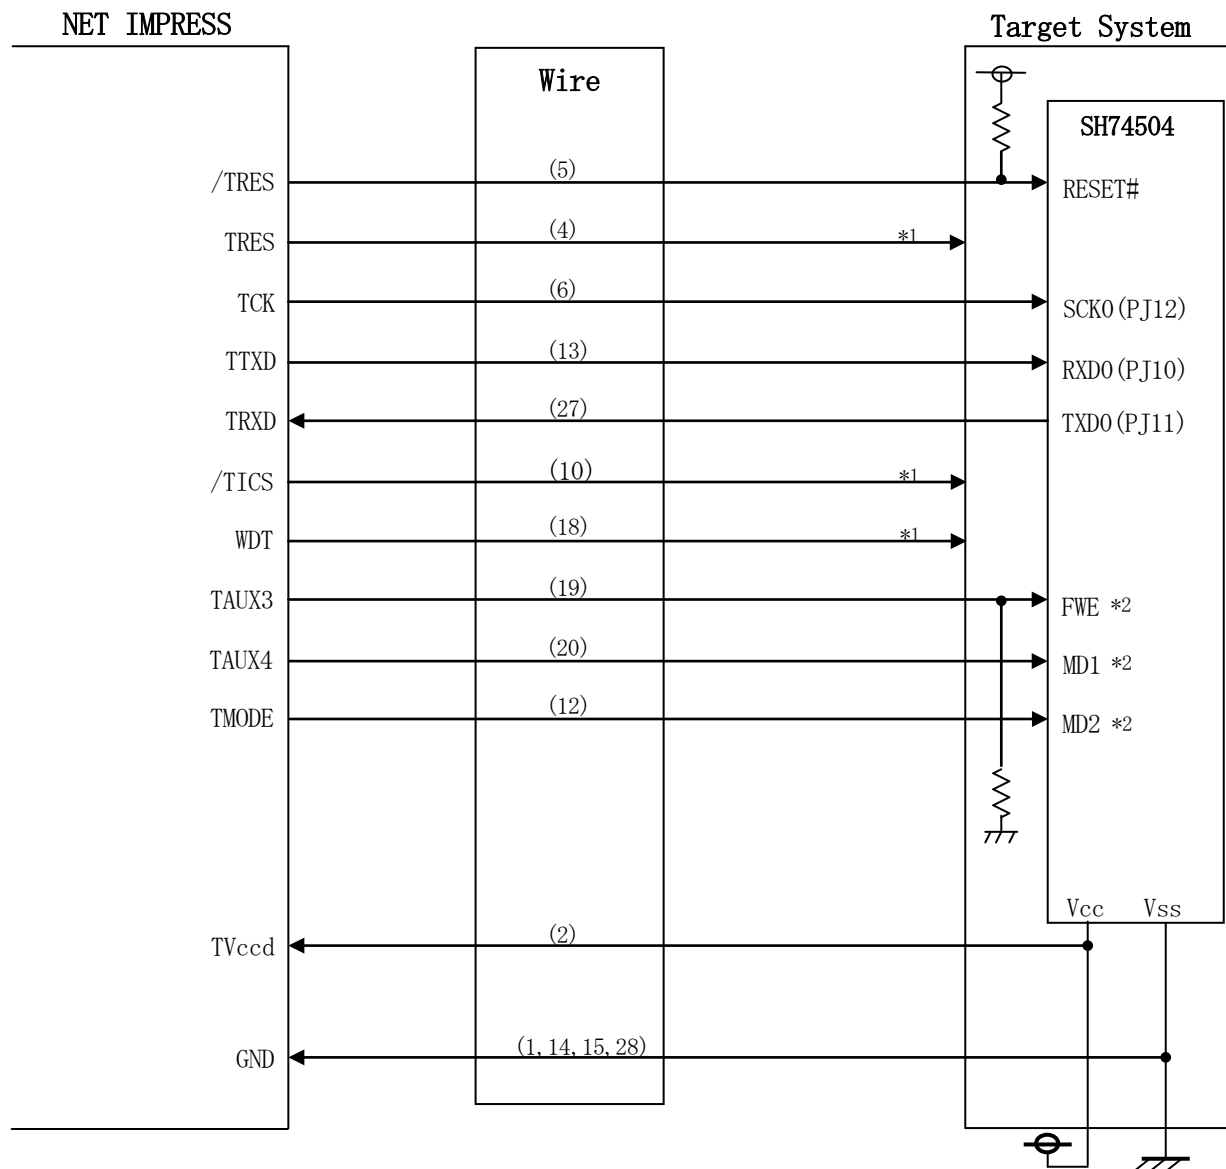 NET IMPRESS
Target System
Wire
SH74504
/TRES (5) RESET#
TRES (4) *1
TCK (6) SCK0(PJ12)
TTXD (13) RXD0(PJ10)
TRXD (27) TXD0(PJ11)
/TICS (10) *1
WDT (18) *1
TAUX3 (19) FWE *2
TAUX4 (20) MD1 *2
TMODE (12) MD2 *2
Vcc Vss
TVccd (2)
GND (1,14,15,28)